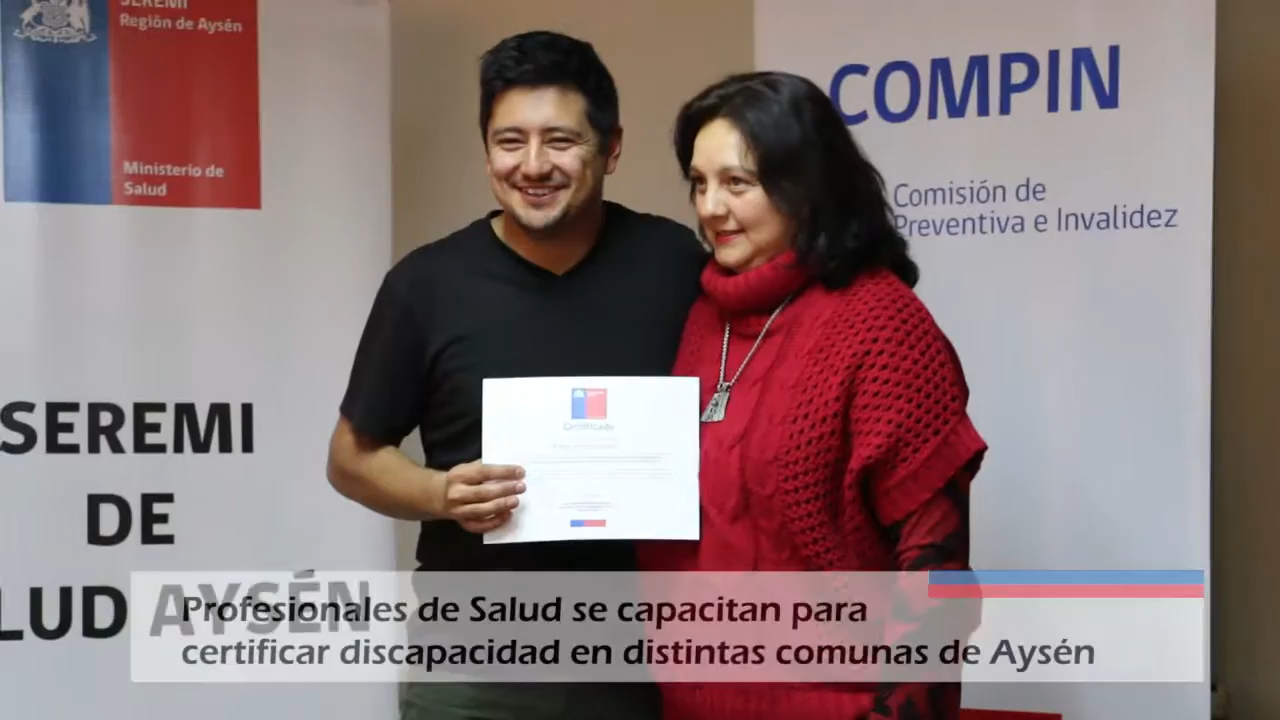 SEREMI
Región de Aysén
Ministerio de
Salud
SEREMI
DE
AYSÉN
COMPIN
Comisión de
Preventiva e Invalidez
Certificado
Profesionales de Salud se capacitan para
certificar discapacidad en distintas comunas de Aysén